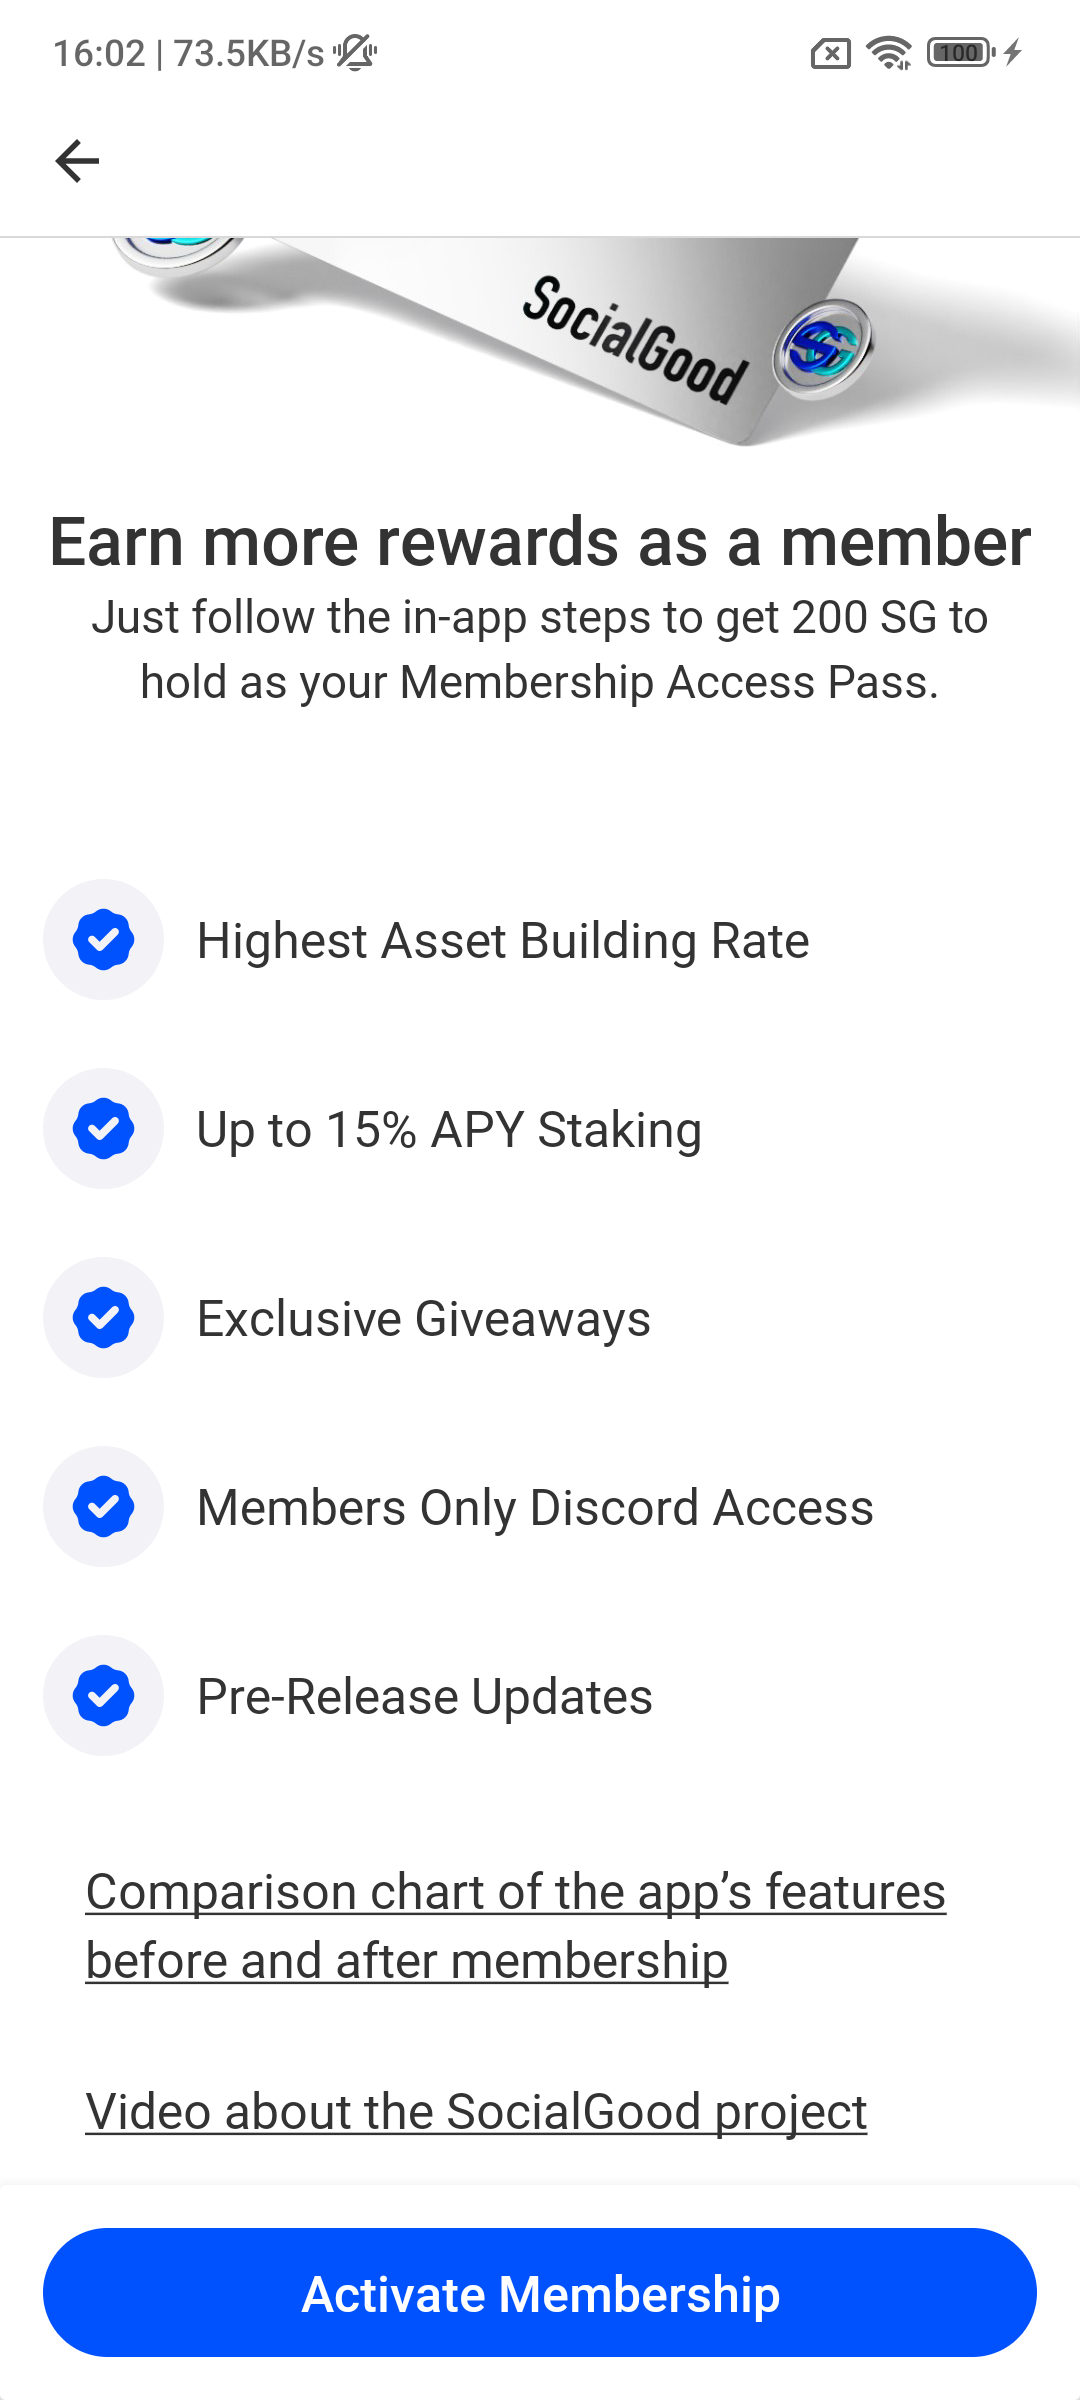 16:02 | 73.5KB/s
100
SocialGood
Earn more rewards as a member
Just follow the in-app steps to get 200 SG to
hold as your Membership Access Pass.
Highest Asset Building Rate
Up to 15% APY Staking
Exclusive Giveaways
Members Only Discord Access
Pre-Release Updates
Comparison chart of the app’s features
before and after membership
Video about the SocialGood project
Activate Membership